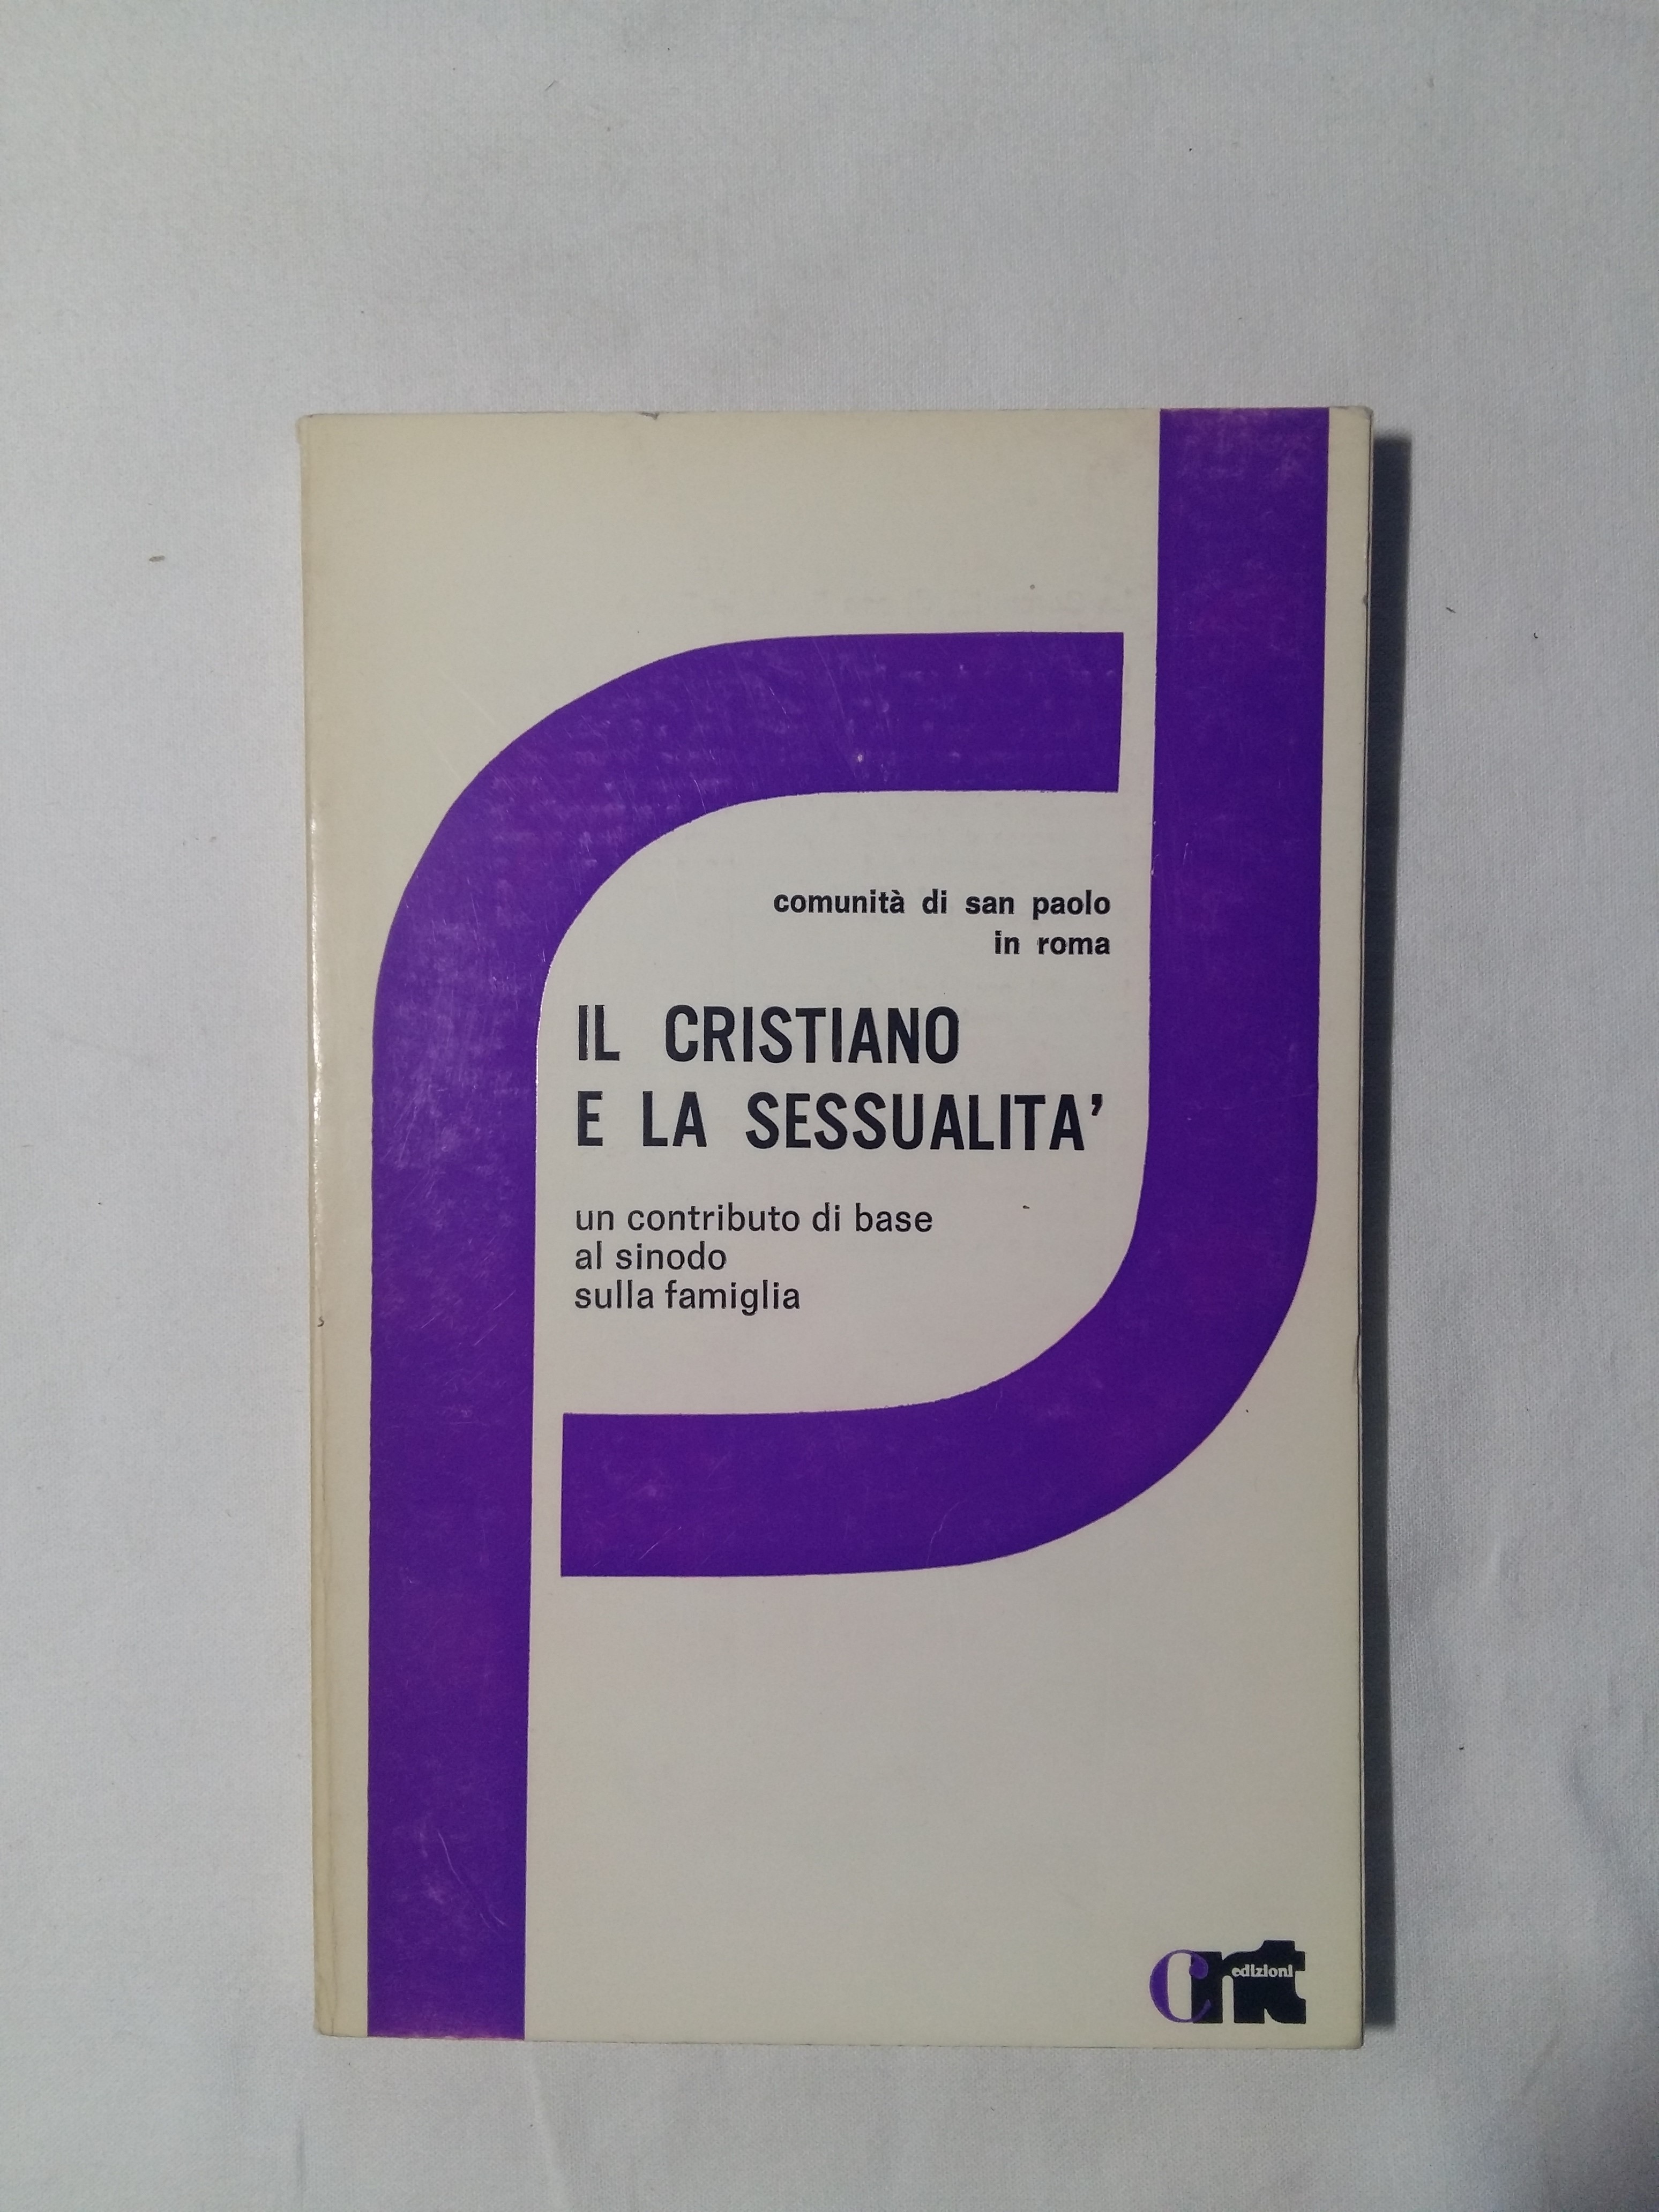 comunità di san paolo
in roma
IL CRISTIANO
E LA SESSUALITA'
un contributo di base
al sinodo
sulla famiglia
cnt
edizioni